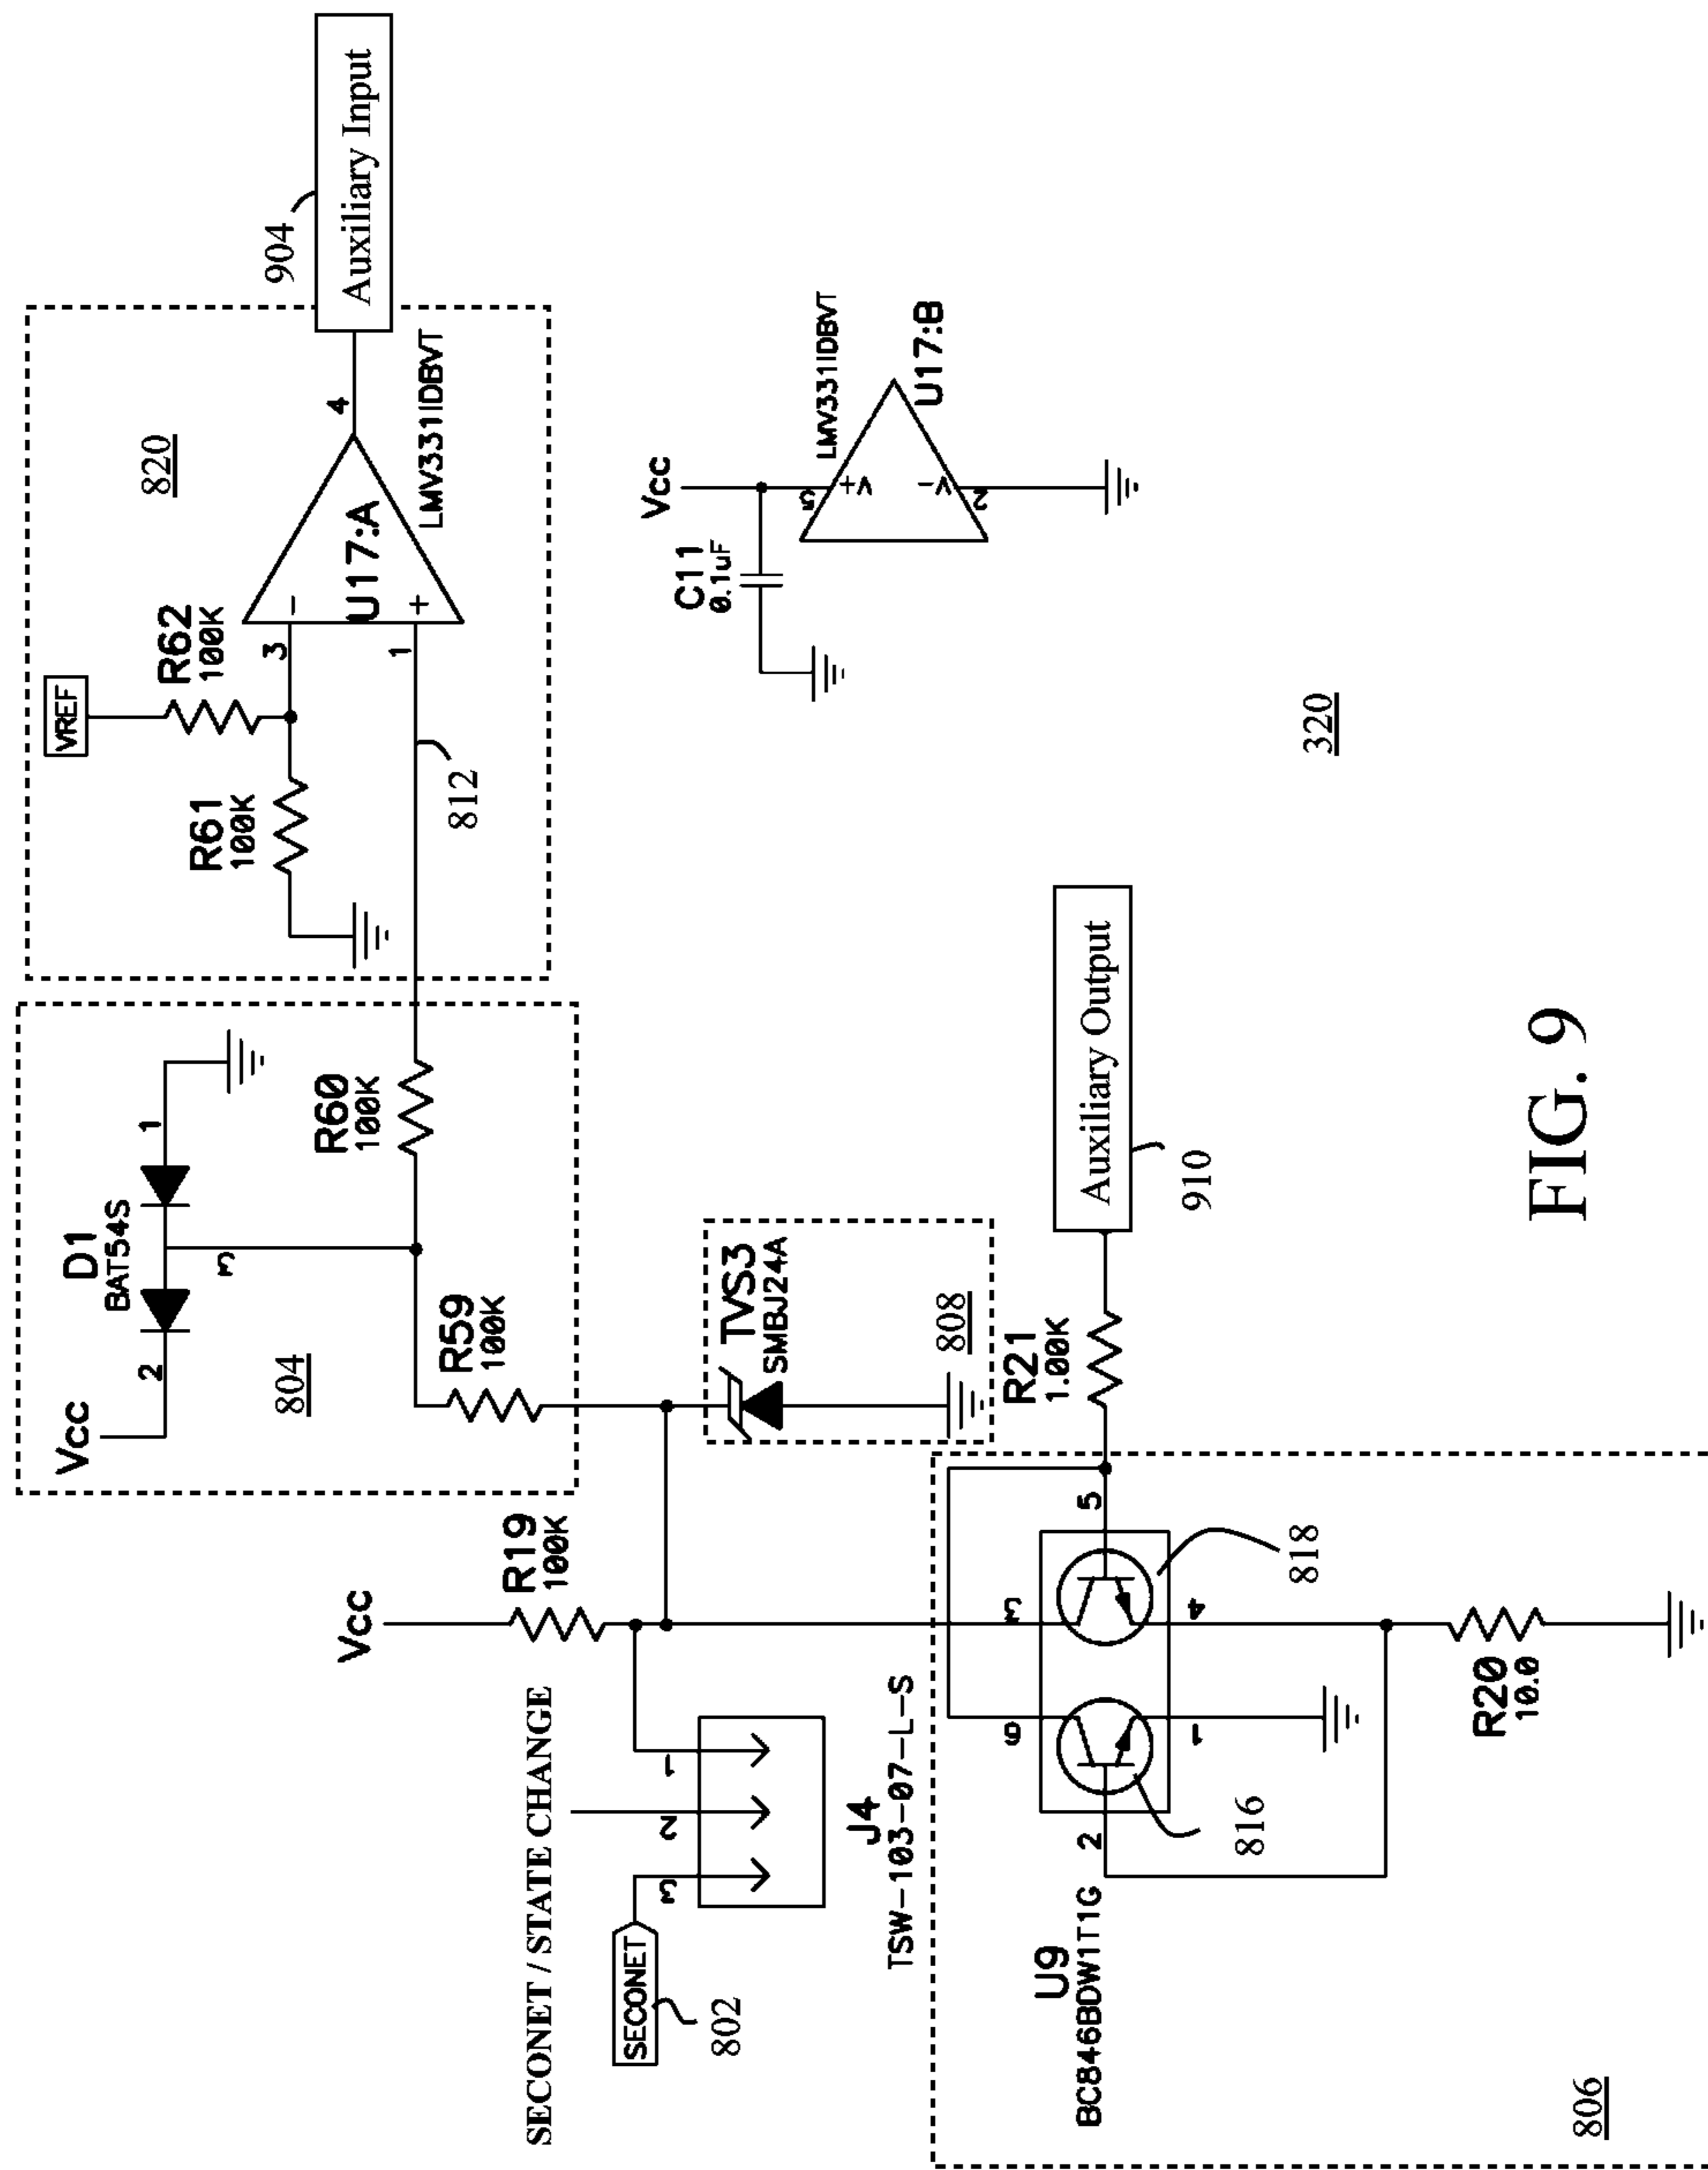 Vcc
D1
BAT54S
2
1
3
804
R59
100K
R60
100K
VREF
R62
100K
R61
100K
820
3
1
4
−
+
U17:A
LMV331IDBVT
812
904
Auxiliary Input
Vcc
R19
100K
SECONET / STATE CHANGE
SECONET
802
3
2
1
J4
TSW-103-07-L-S
TVS3
SMBJ24A
808
Vcc
C11
0.1uF
5
V+
V-
2
LMV331IDBVT
U17:B
R21
1.00K
Auxiliary Output
910
U9
BC846BDW1T1G
6
3
5
2
1
4
816
818
R20
10.0
806
320
FIG. 9